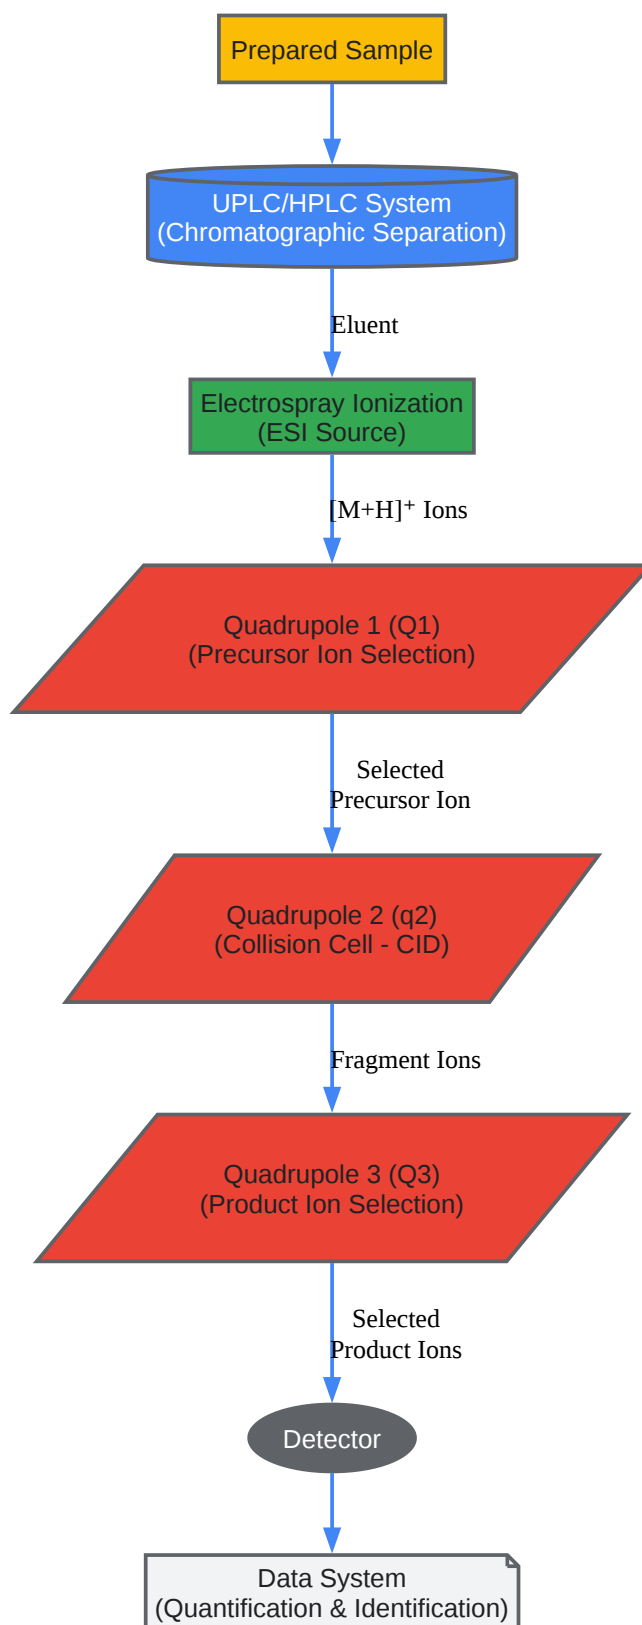 Prepared Sample
UPLC/HPLC System
(Chromatographic Separation)
Eluent
Electrospray Ionization
(ESI Source)
[M+H]⁺ Ions
Quadrupole 1 (Q1)
(Precursor Ion Selection)
Selected
Precursor Ion
Quadrupole 2 (q2)
(Collision Cell - CID)
Fragment Ions
Quadrupole 3 (Q3)
(Product Ion Selection)
Selected
Product Ions
Detector
Data System
(Quantification & Identification)